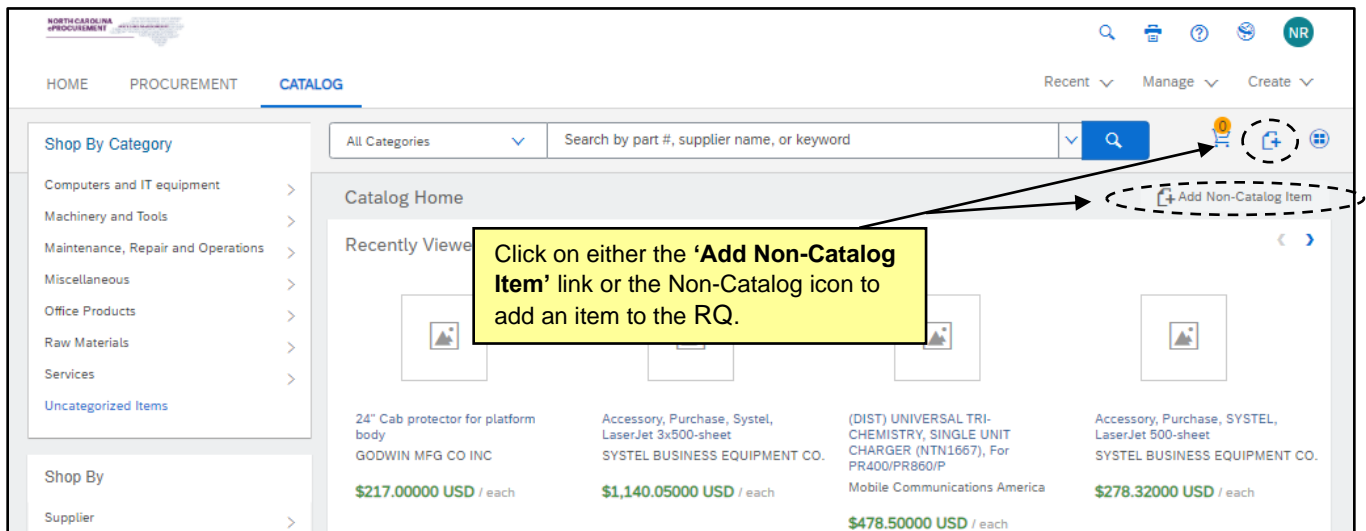 NORTH CAROLINA
ePROCUREMENT
NR
HOME PROCUREMENT CATALOG
Recent Manage Create
Shop By Category
Computers and IT equipment
Machinery and Tools
Maintenance, Repair and Operations
Miscellaneous
Office Products
Raw Materials
Services
Uncategorized Items
Shop By
Supplier
All Categories Search by part #, supplier name, or keyword
0
Catalog Home
Add Non-Catalog Item
Recently Viewe
Click on either the ‘Add Non-Catalog
Item’ link or the Non-Catalog icon to
add an item to the RQ.
24" Cab protector for platform
body
GODWIN MFG CO INC
$217.00000 USD / each
Accessory, Purchase, Systel,
LaserJet 3x500-sheet
SYSTEL BUSINESS EQUIPMENT CO.
$1,140.05000 USD / each
(DIST) UNIVERSAL TRI-
CHEMISTRY, SINGLE UNIT
CHARGER (NTN1667), For
PR400/PR860/P
Mobile Communications America
$478.50000 USD / each
Accessory, Purchase, SYSTEL,
LaserJet 500-sheet
SYSTEL BUSINESS EQUIPMENT CO.
$278.32000 USD / each